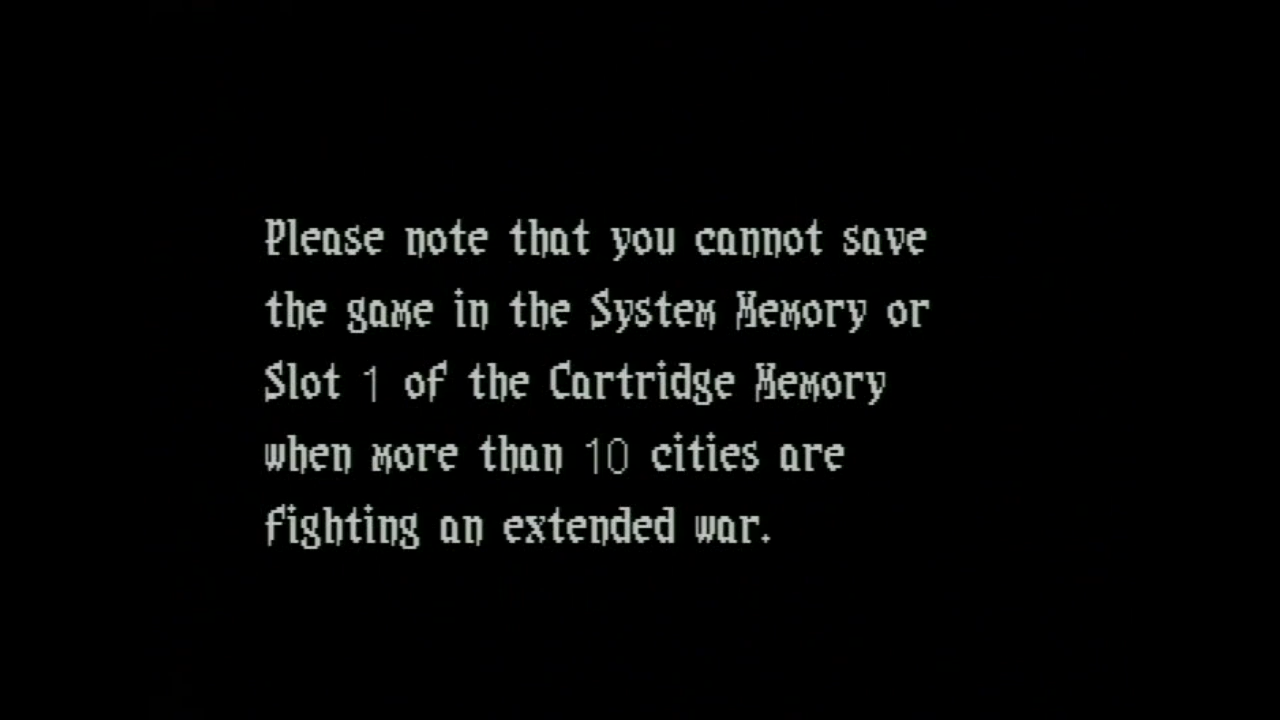 Please note that you cannot save
the game in the System Memory or
Slot 1 of the Cartridge Memory
when more than 10 cities are
fighting an extended war.